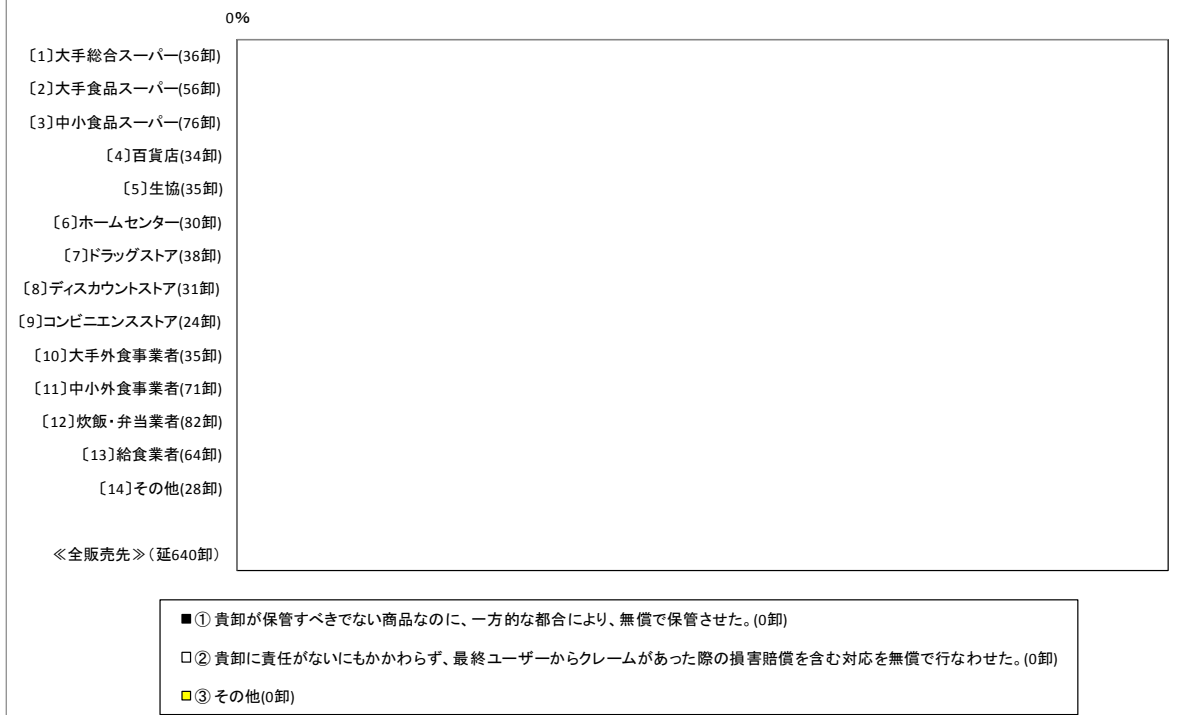 0%
〔1〕大手総合スーパー(36卸)
〔2〕大手食品スーパー(56卸)
〔3〕中小食品スーパー(76卸)
〔4〕百貨店(34卸)
〔5〕生協(35卸)
〔6〕ホームセンター(30卸)
〔7〕ドラッグストア(38卸)
〔8〕ディスカウントストア(31卸)
〔9〕コンビニエンスストア(24卸)
〔10〕大手外食事業者(35卸)
〔11〕中小外食事業者(71卸)
〔12〕炊飯・弁当業者(82卸)
〔13〕給食業者(64卸)
〔14〕その他(28卸)
≪全販売先≫（延640卸）
■① 貴卸が保管すべきでない商品なのに、一方的な都合により、無償で保管させた。(0卸)
□② 貴卸に責任がないにもかかわらず、最終ユーザーからクレームがあった際の損害賠償を含む対応を無償で行なわせた。(0卸)
③ その他(0卸)